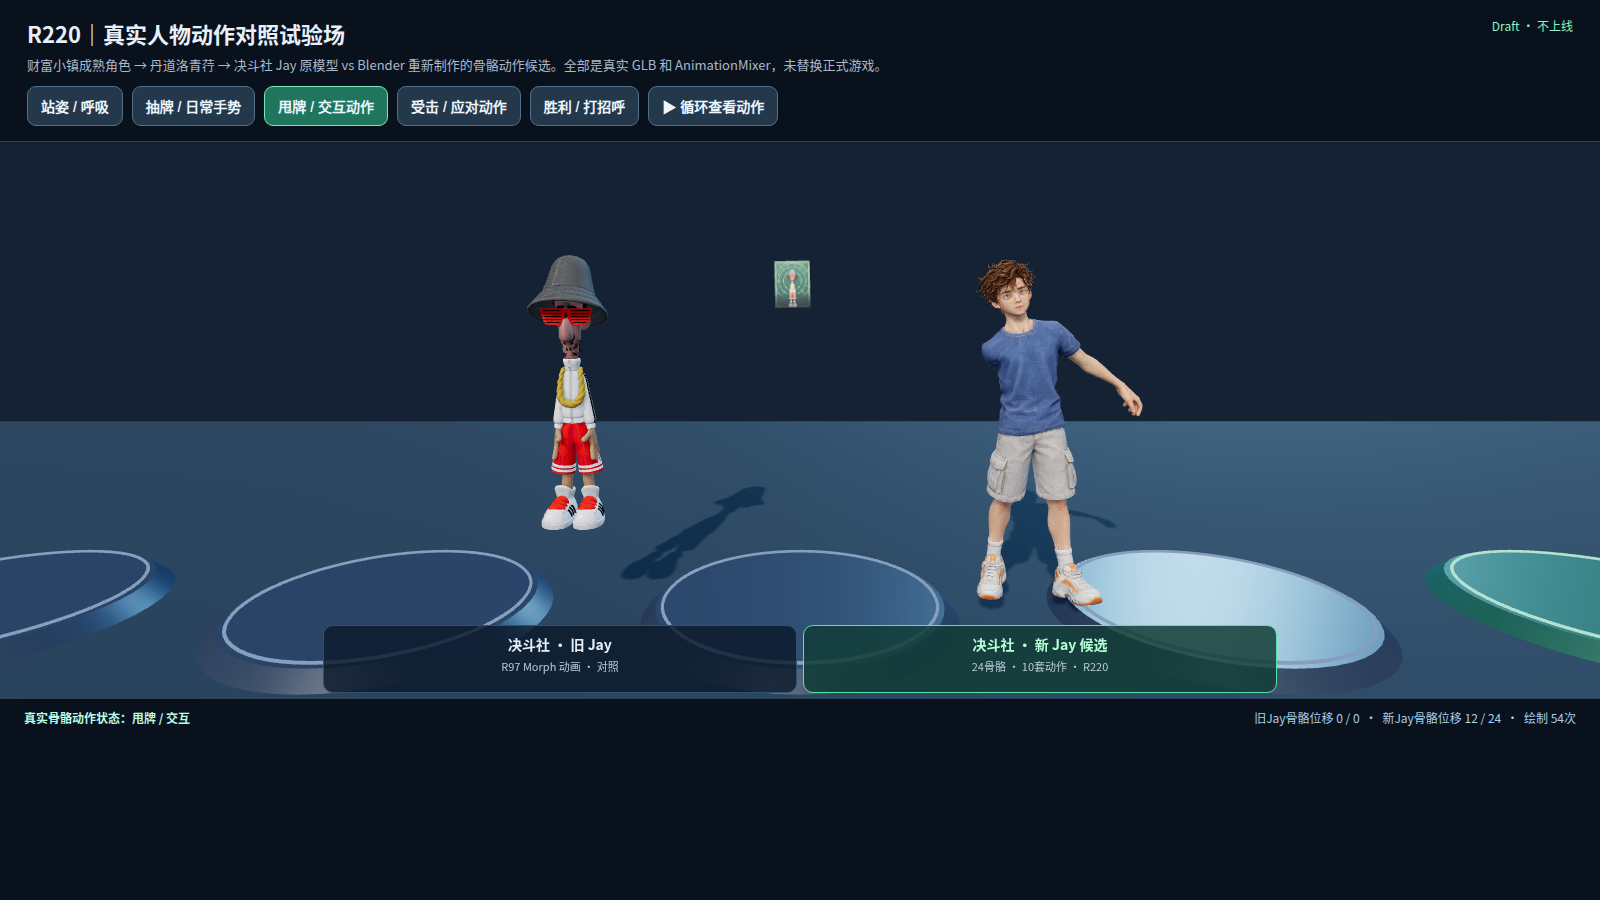 R220｜真实人物动作对照试验场
Draft · 不上线
财富小镇成熟角色 → 丹道洛青荇 → 决斗社 Jay 原模型 vs Blender 重新制作的骨骼动作候选。全部是真实 GLB 和 AnimationMixer，未替换正式游戏。
站姿 / 呼吸
抽牌 / 日常手势
甩牌 / 交互动作
受击 / 应对动作
胜利 / 打招呼
▶ 循环查看动作
决斗社 · 旧 Jay
R97 Morph 动画 · 对照
决斗社 · 新 Jay 候选
24骨骼 · 10套动作 · R220
真实骨骼动作状态：甩牌 / 交互
旧Jay骨骼位移 0 / 0 · 新Jay骨骼位移 12 / 24 · 绘制 54次